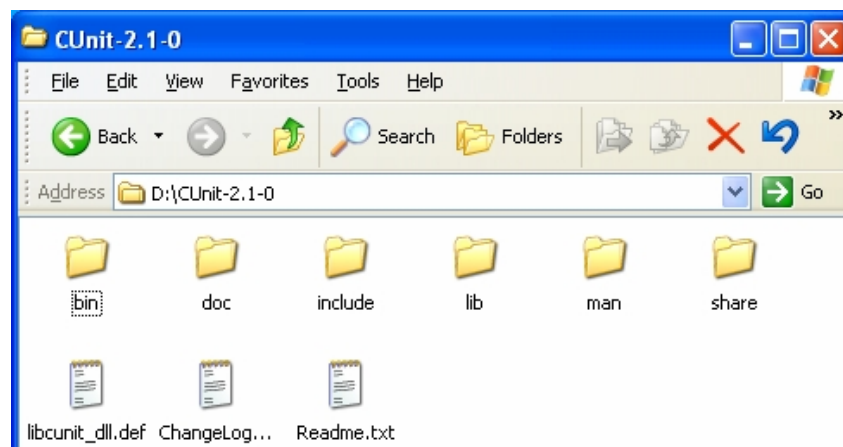 CUnit-2.1-0
File Edit View Favorites Tools Help
Back Search Folders »
Address D:\CUnit-2.1-0 Go
bin doc include lib man share
libcunit_dll.def ChangeLog... Readme.txt